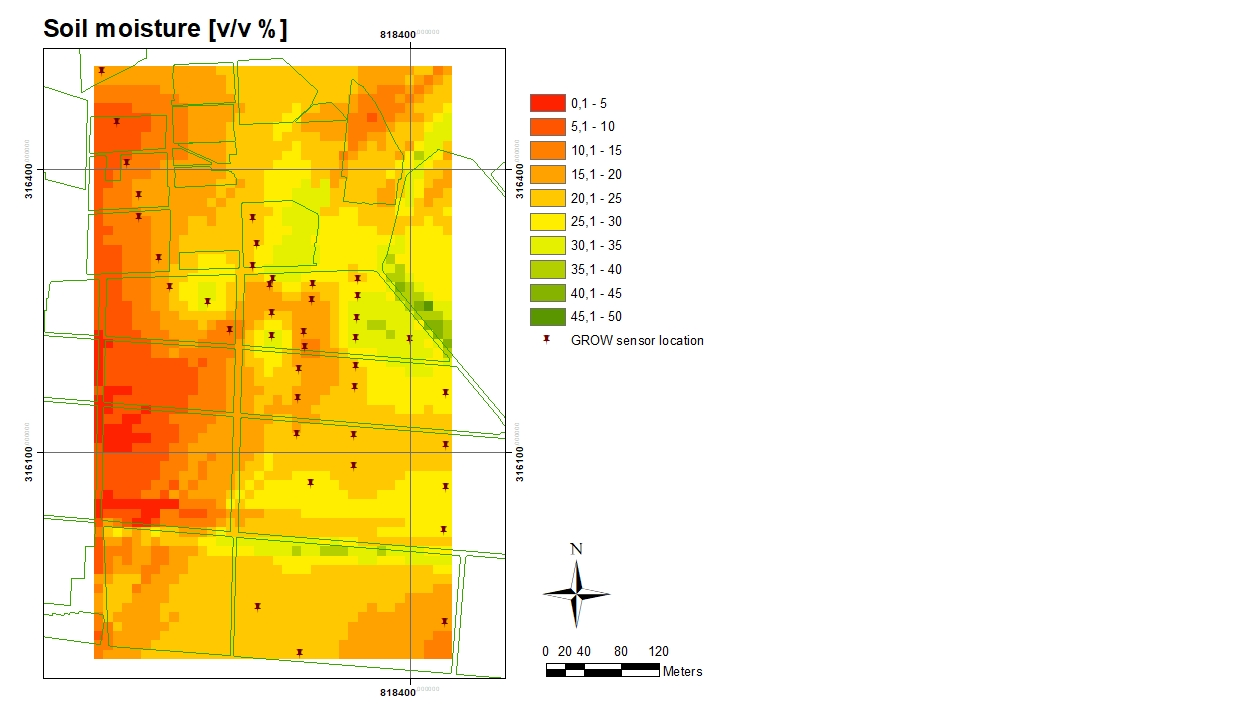 Soil moisture [v/v %]
818400
316400
316400
316100
316100
818400
0,1 - 5
5,1 - 10
10,1 - 15
15,1 - 20
20,1 - 25
25,1 - 30
30,1 - 35
35,1 - 40
40,1 - 45
45,1 - 50
GROW sensor location
N
0 20 40 80 120
Meters